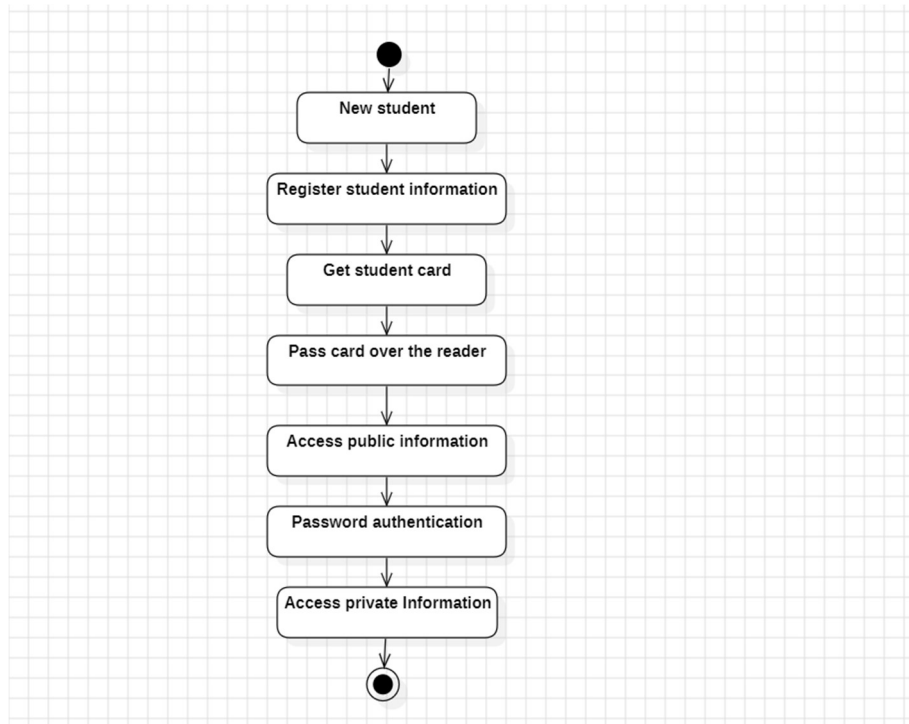 New student
Register student information
Get student card
Pass card over the reader
Access public information
Password authentication
Access private Information